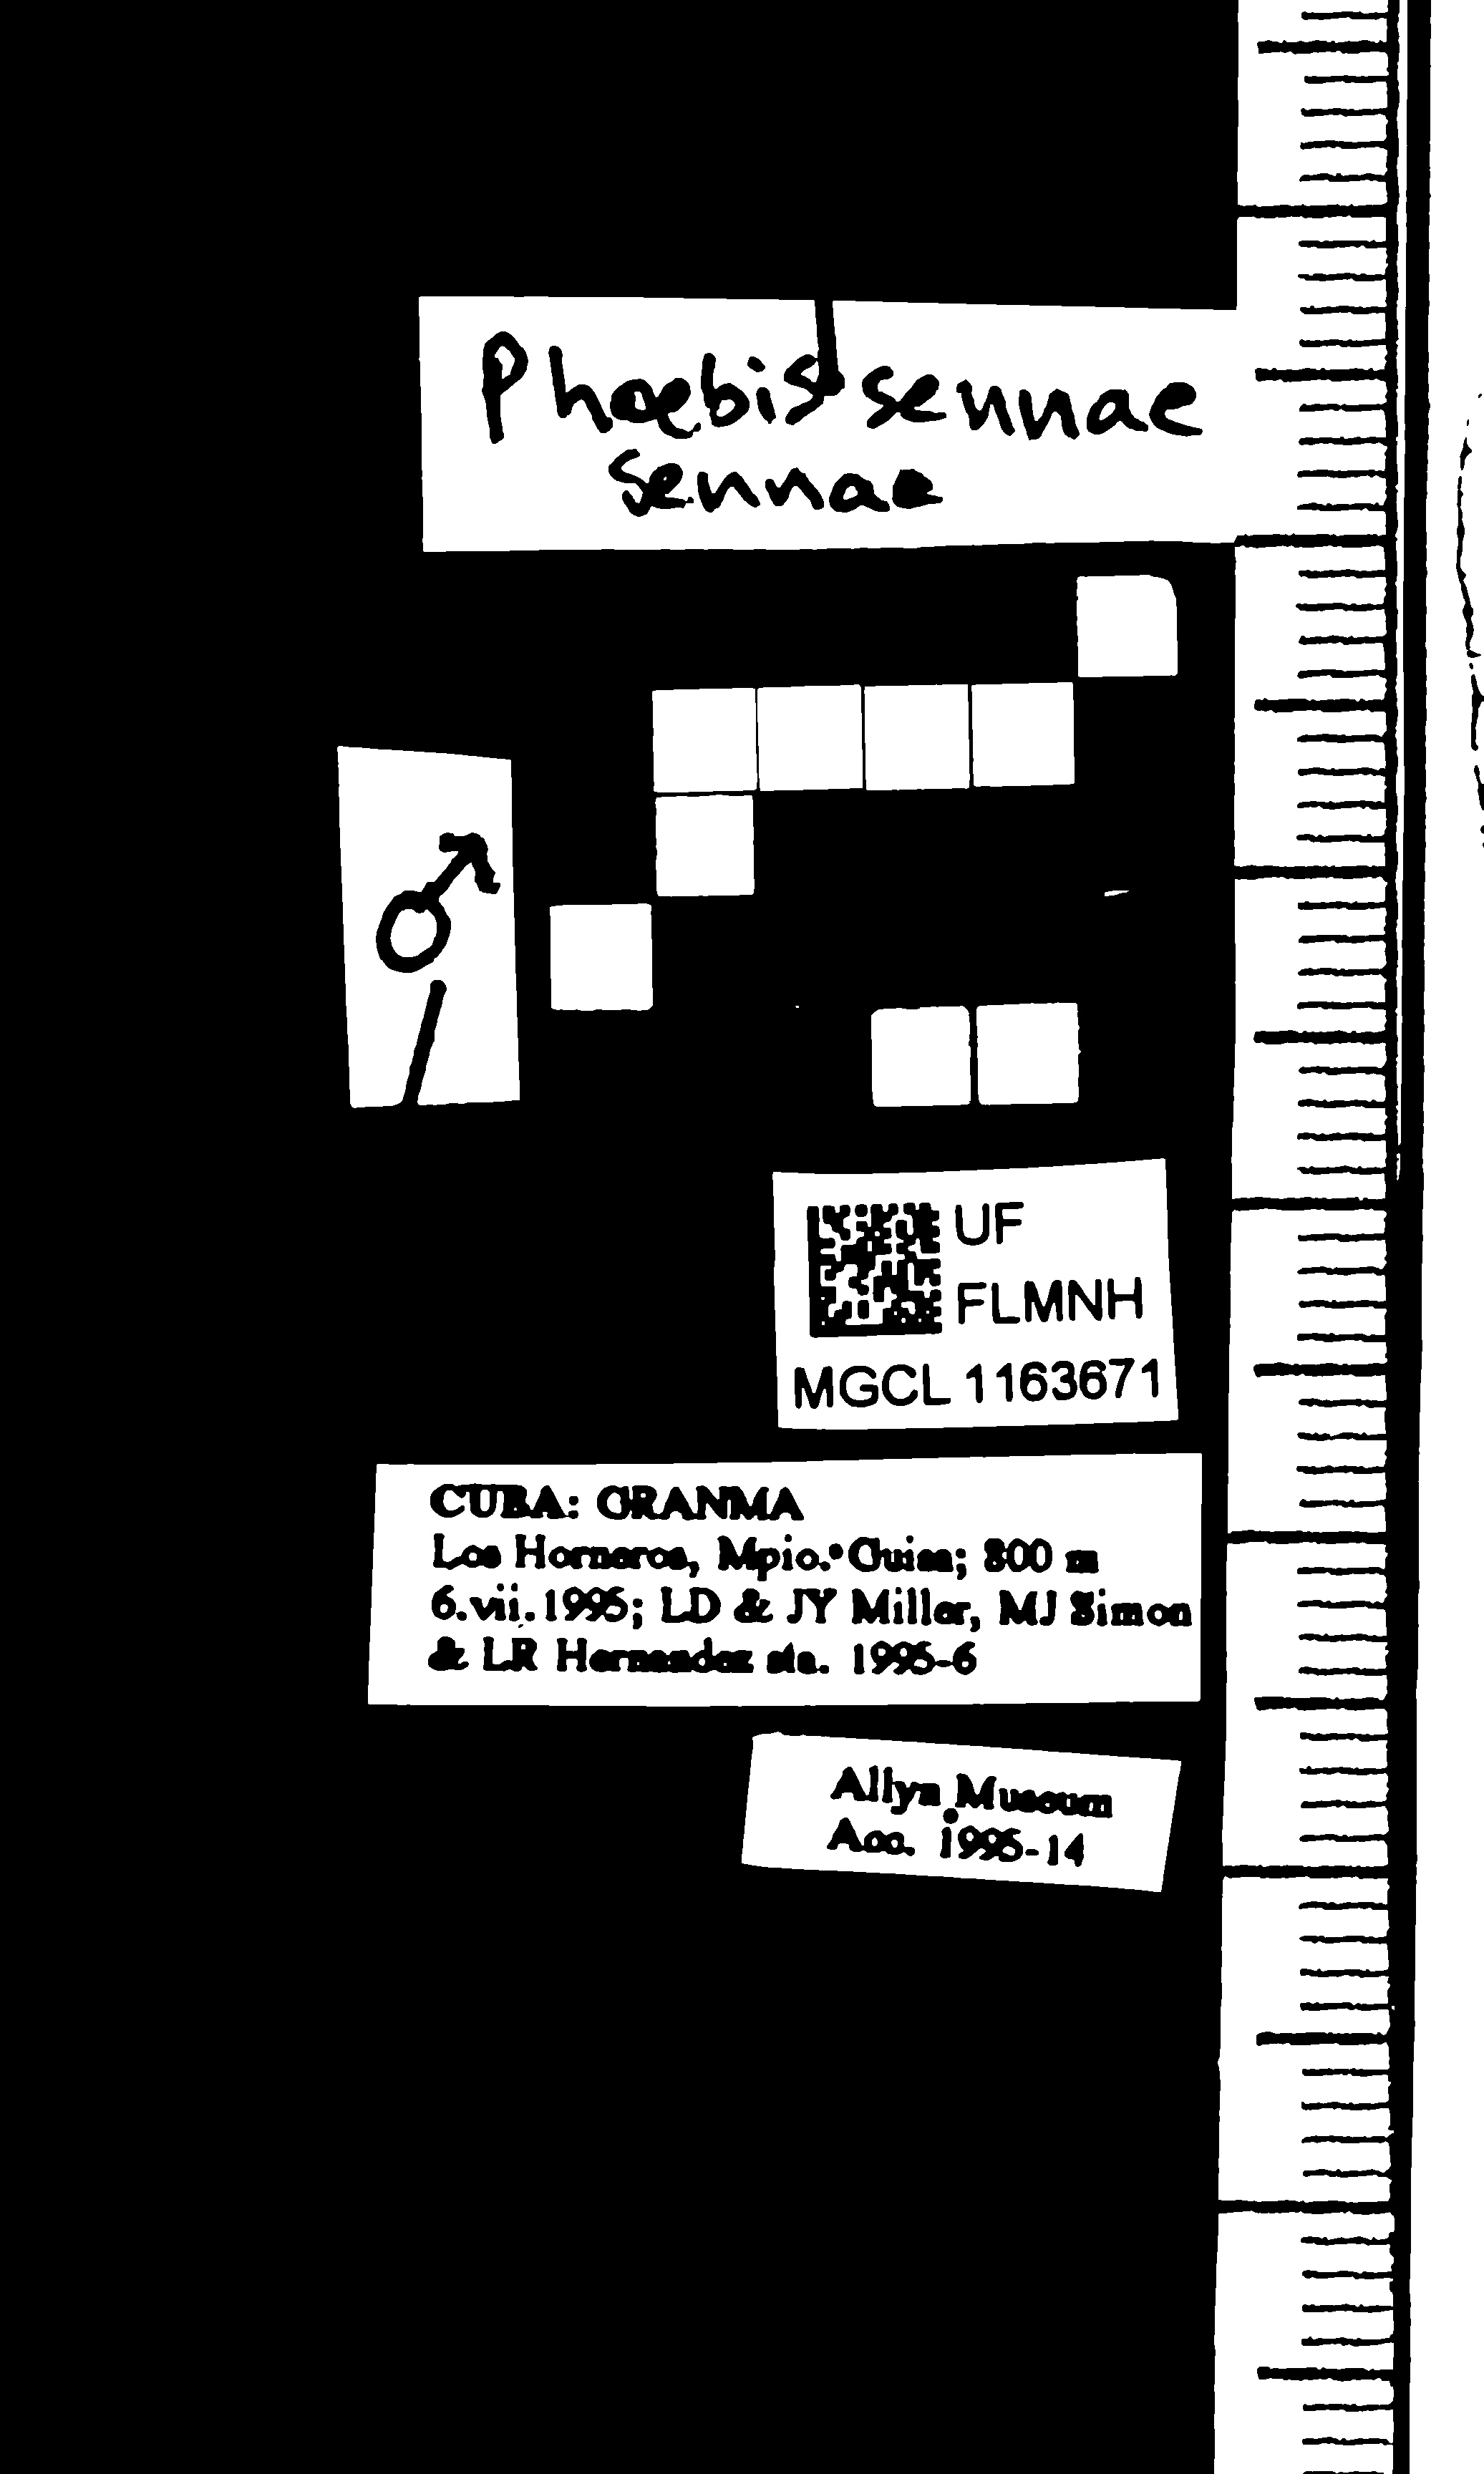 Phoebis sennae
sennae
♂
UF
FLMNH
MGCL 1163671
CUBA: GRANMA
Los Horneros, Mpio. Guisa; 800 m
6.vii.1995; LD & JY Miller, MJ Simon
& LR Hernandez sta. 1995-6
Allyn Museum
Acc. 1995-14